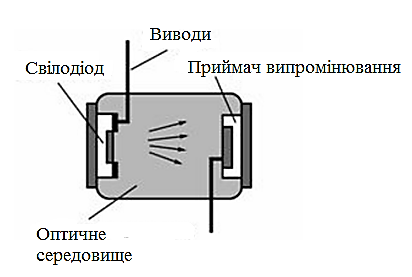 Виводи
Свілодіод
Приймач випромінювання
Оптичне
середовище